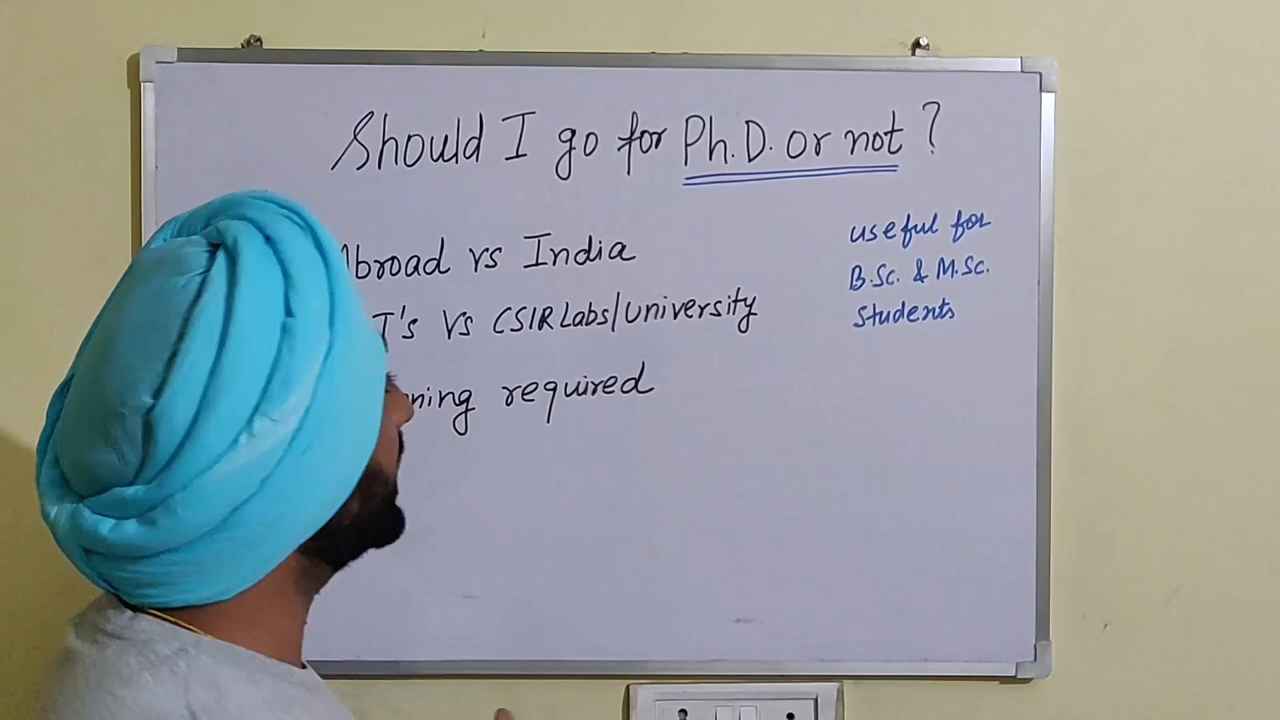 Should I go for Ph.D. or not ?
Abroad vs India
T's Vs CSIR Labs/University
required
useful for
B.Sc. & M.Sc.
Students